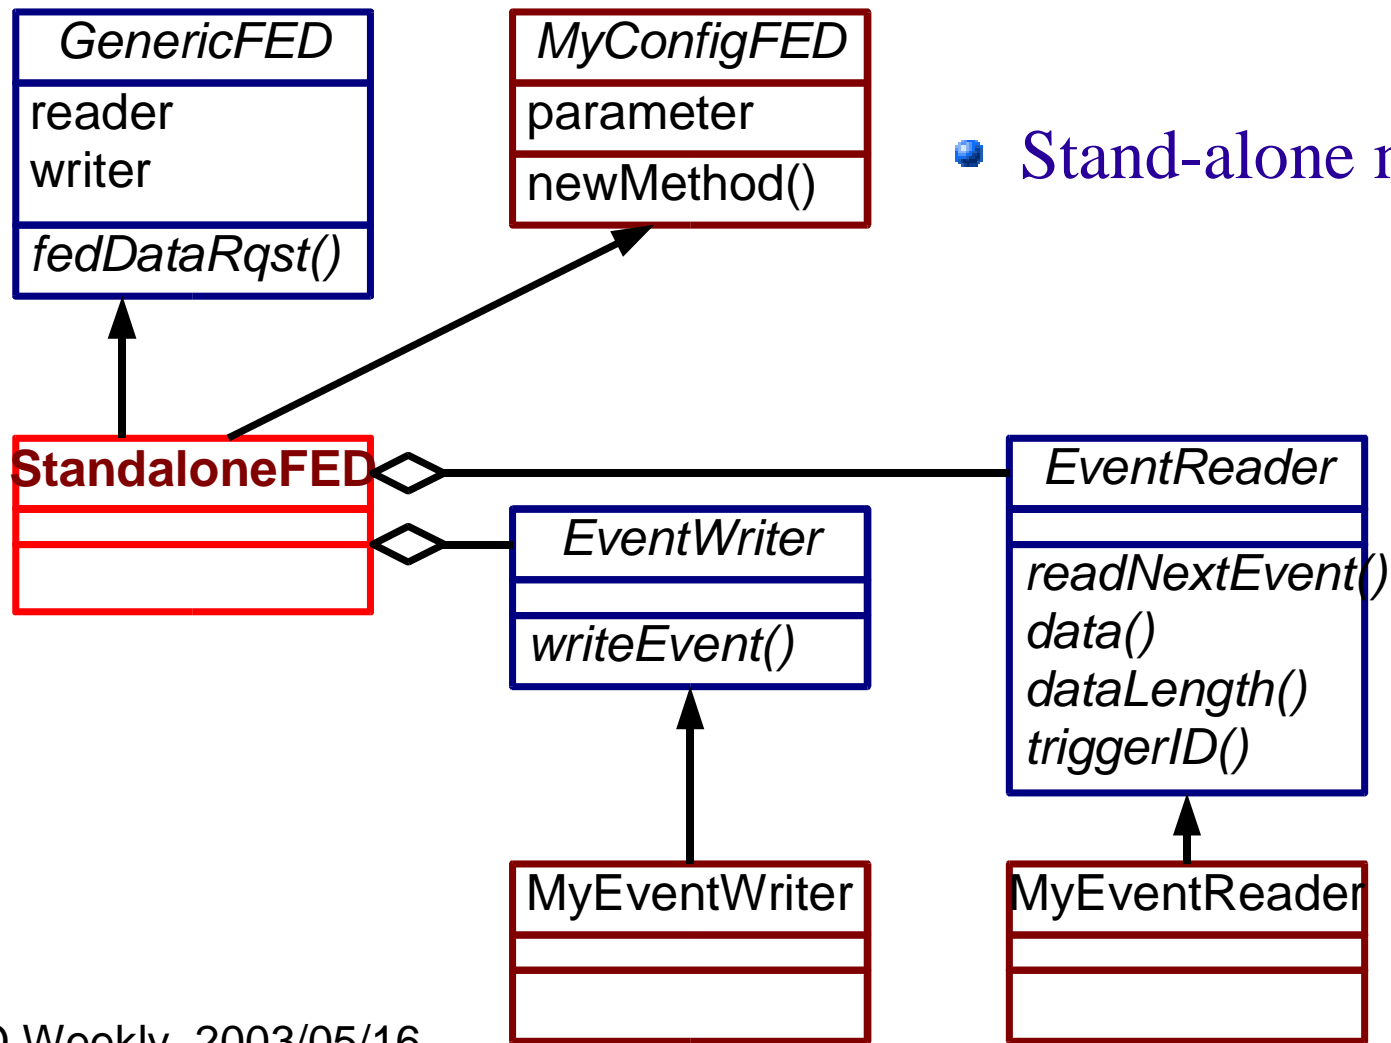 GenericFED
reader
writer
fedDataRqst()
MyConfigFED
parameter
newMethod()
Stand-alone
StandaloneFED
EventWriter
writeEvent()
EventReader
readNextEvent()
data()
dataLength()
triggerID()
MyEventWriter
MyEventReader
Weekly, 2003/05/16